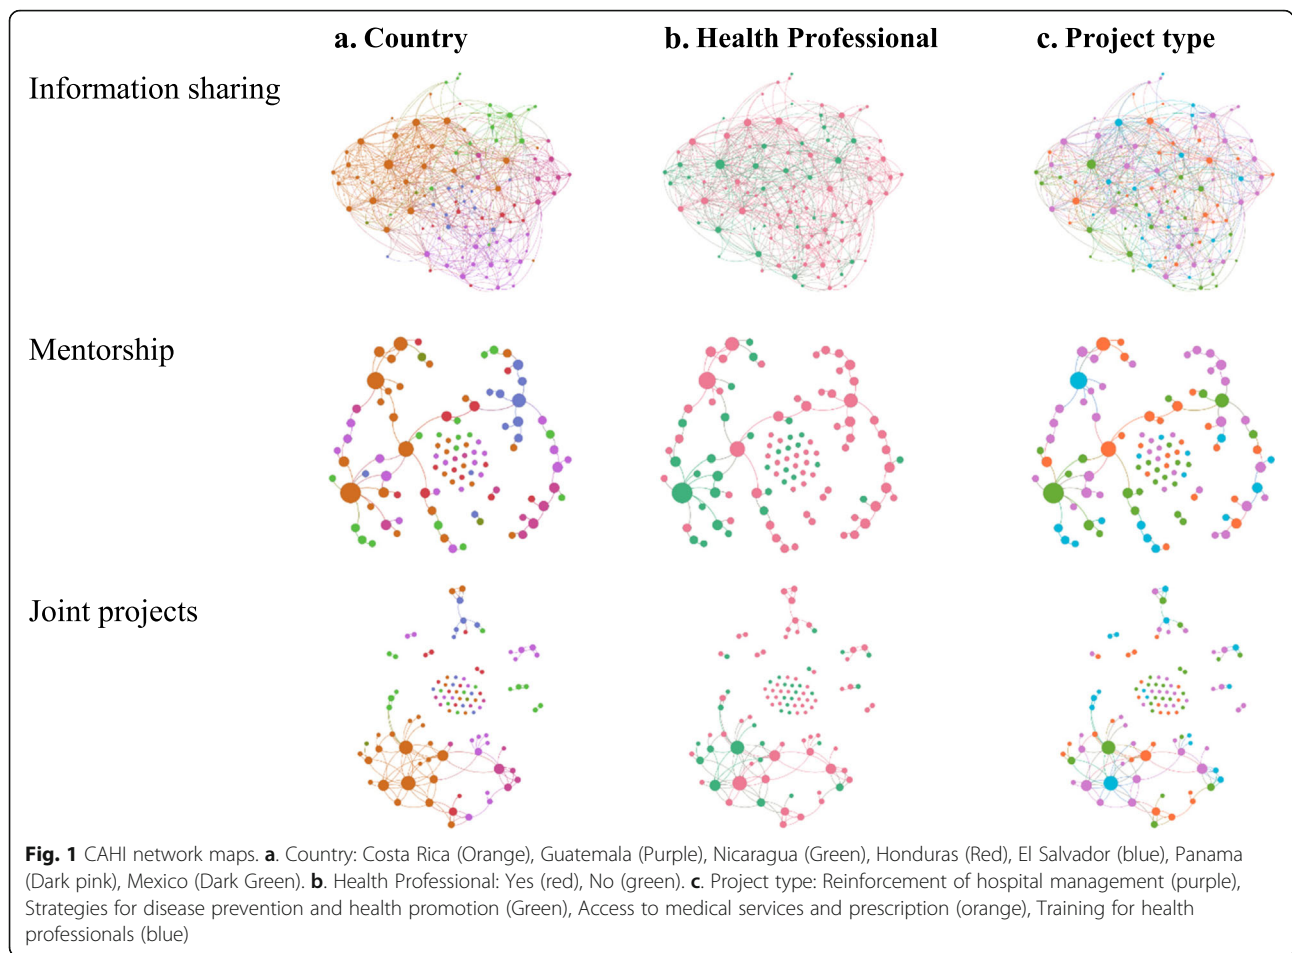 a. Country
b. Health Professional
c. Project type
Information sharing
Mentorship
Joint projects
Fig. 1 CAHI network maps. a. Country: Costa Rica (Orange), Guatemala (Purple), Nicaragua (Green), Honduras (Red), El Salvador (blue), Panama
(Dark pink), Mexico (Dark Green). b. Health Professional: Yes (red), No (green). c. Project type: Reinforcement of hospital management (purple),
Strategies for disease prevention and health promotion (Green), Access to medical services and prescription (orange), Training for health
professionals (blue)